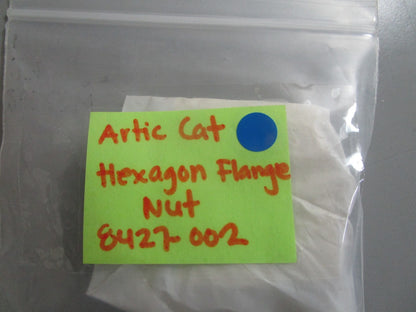 Artic Cat
Hexagon Flange
Nut
8427-002